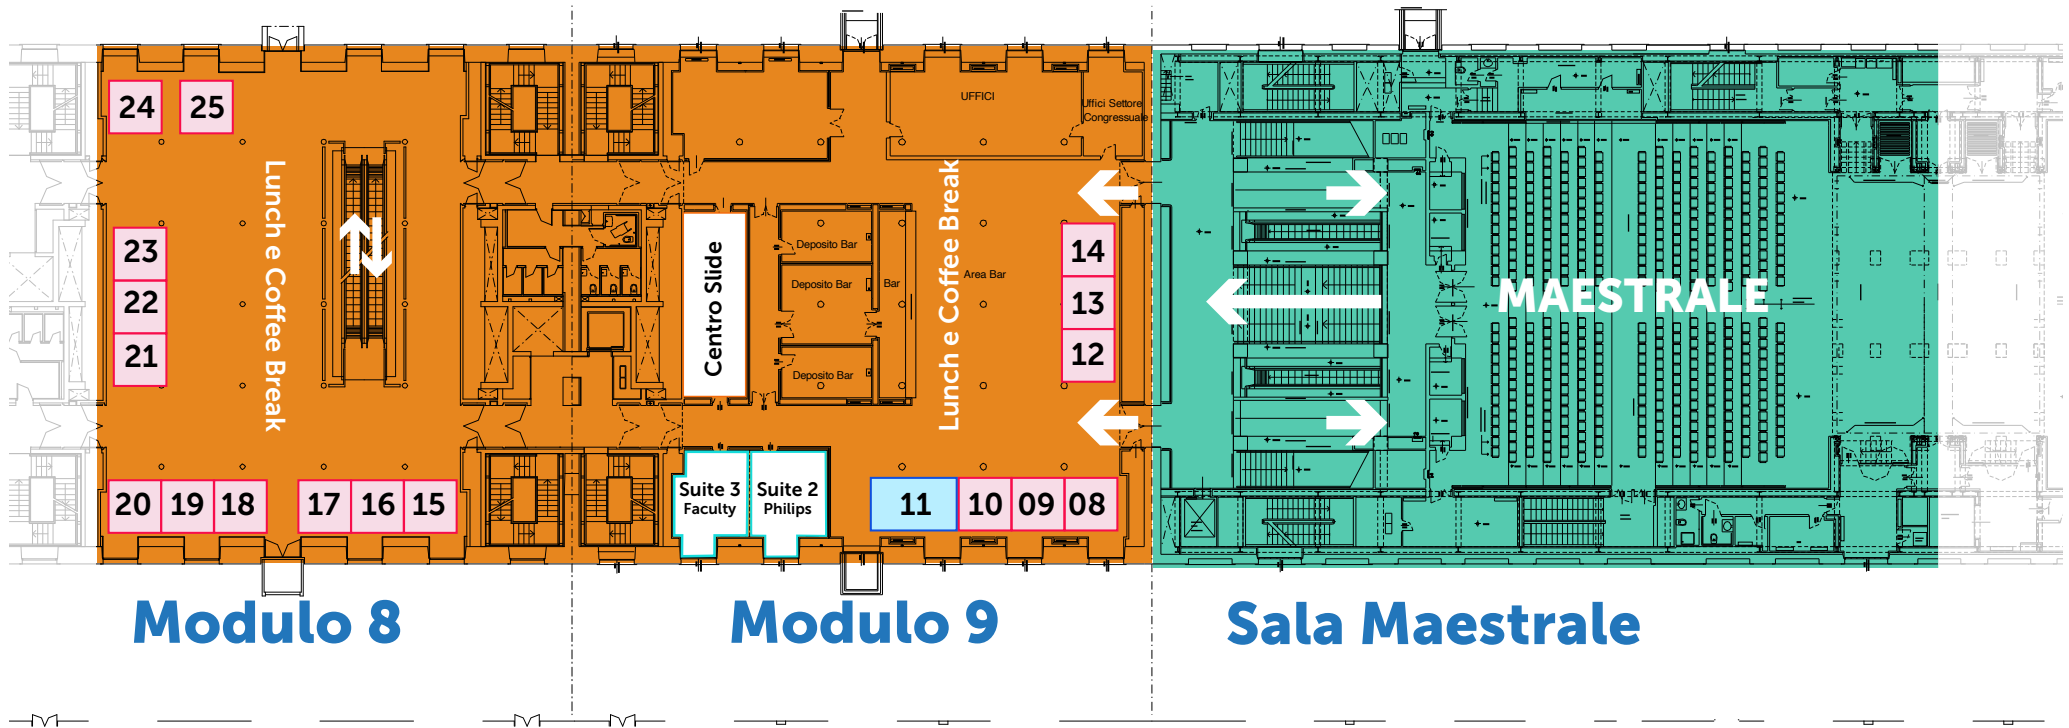 24
25
23
22
21
Lunch e Coffee Break
20
19
18
17
16
15
UFFICI
Uffici Settore
Congressuale
Centro Slide
Deposito Bar
Deposito Bar
Deposito Bar
Bar
Area Bar
Lunch e Coffee Break
14
13
12
Suite 3
Faculty
Suite 2
Philips
11
10
09
08
MAESTRALE
Modulo 8
Modulo 9
Sala Maestrale